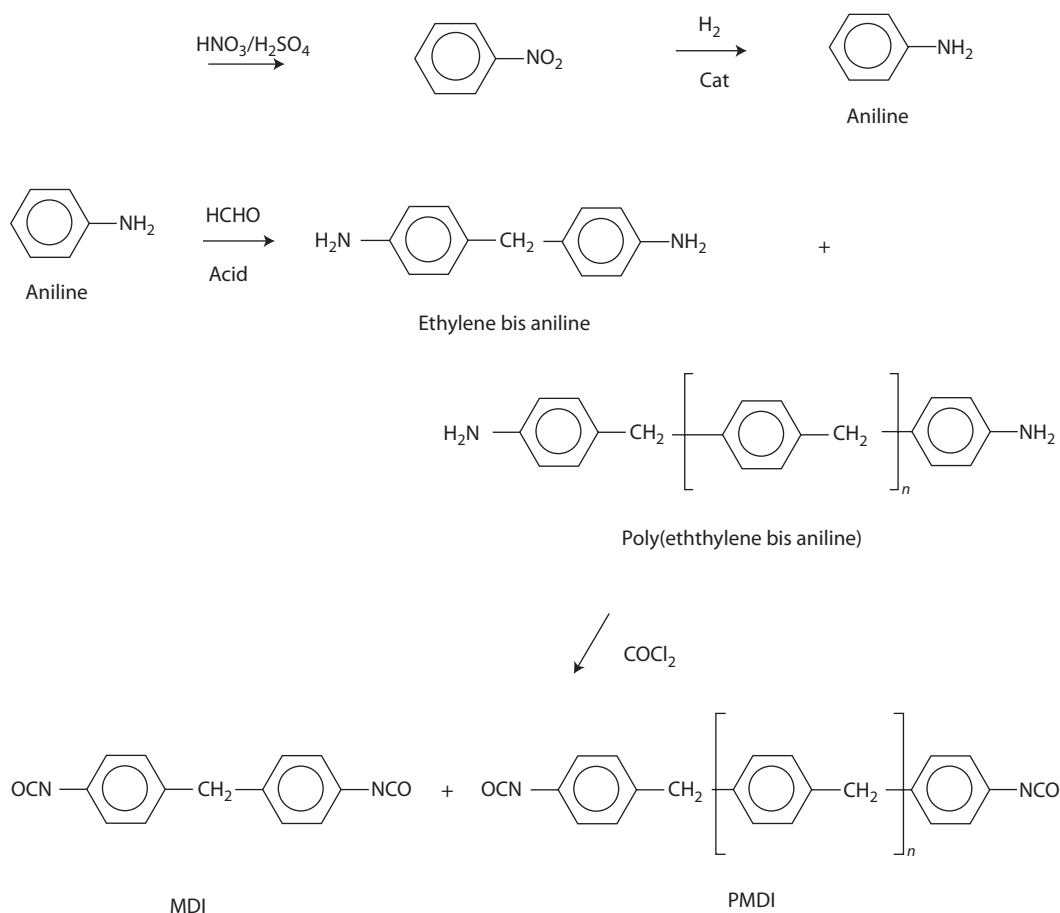 HNO3/H2SO4
NO2
H2
Cat
NH2
Aniline
NH2
Aniline
HCHO
Acid
H2N
CH2
NH2
+
Ethylene bis aniline
H2N
CH2
CH2
n
NH2
Poly(eththylene bis aniline)
COCl2
OCN
CH2
NCO
+
OCN
CH2
CH2
n
NCO
MDI
PMDI